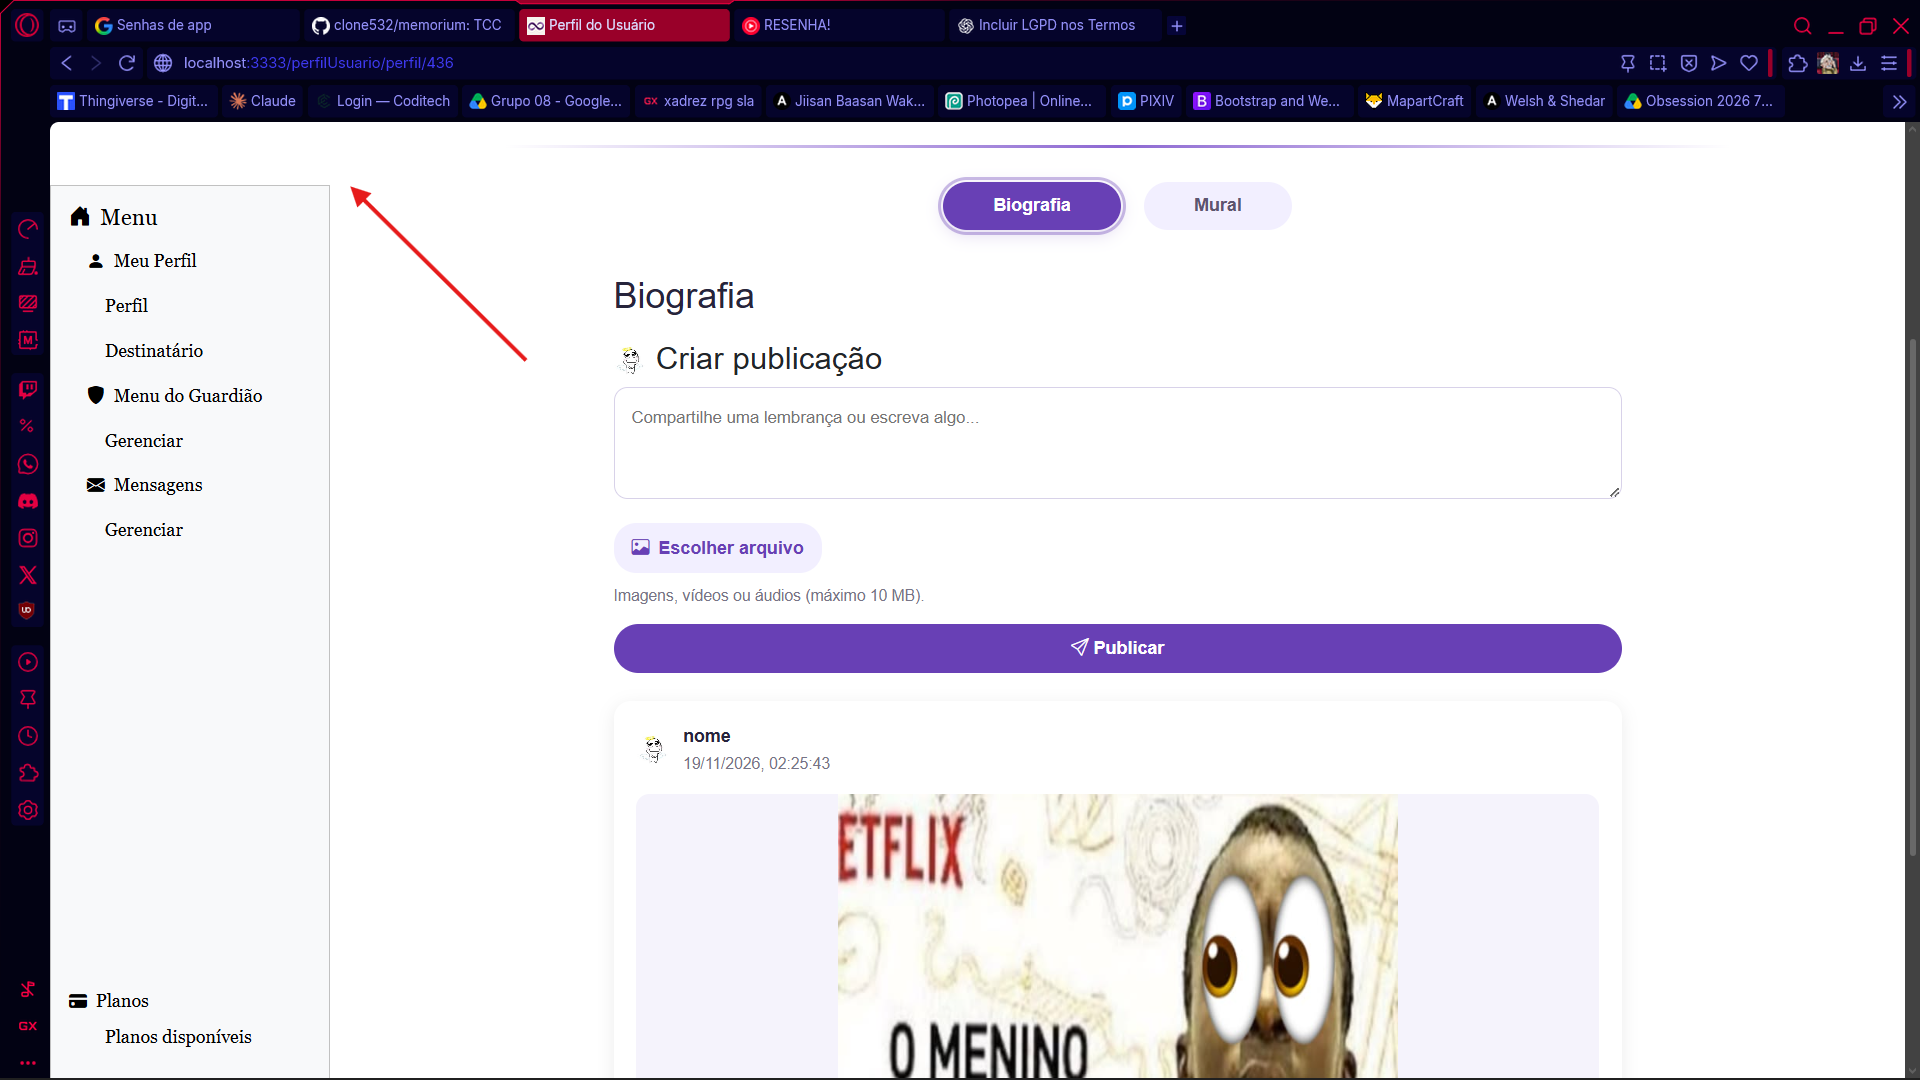 Senhas de app
clone532/memorium: TCC
Perfil do Usuário
RESENHA!
Incluir LGPD nos Termos
localhost:3333/perfilUsuario/perfil/436
Thingiverse - Digit...
Claude
Login — Coditech
Grupo 08 - Google...
xadrez rpg sla
Jiisan Baasan Wak...
Photopea | Online...
PIXIV
Bootstrap and We...
MapartCraft
Welsh & Shedar
Obsession 2026 7...
Menu
Meu Perfil
Perfil
Destinatário
Menu do Guardião
Gerenciar
Mensagens
Gerenciar
Planos
Planos disponíveis
GX
Biografia
Mural
Biografia
Criar publicação
Compartilhe uma lembrança ou escreva algo...
Escolher arquivo
Imagens, vídeos ou áudios (máximo 10 MB).
Publicar
nome
19/11/2026, 02:25:43
ETFLIX
O MENINO